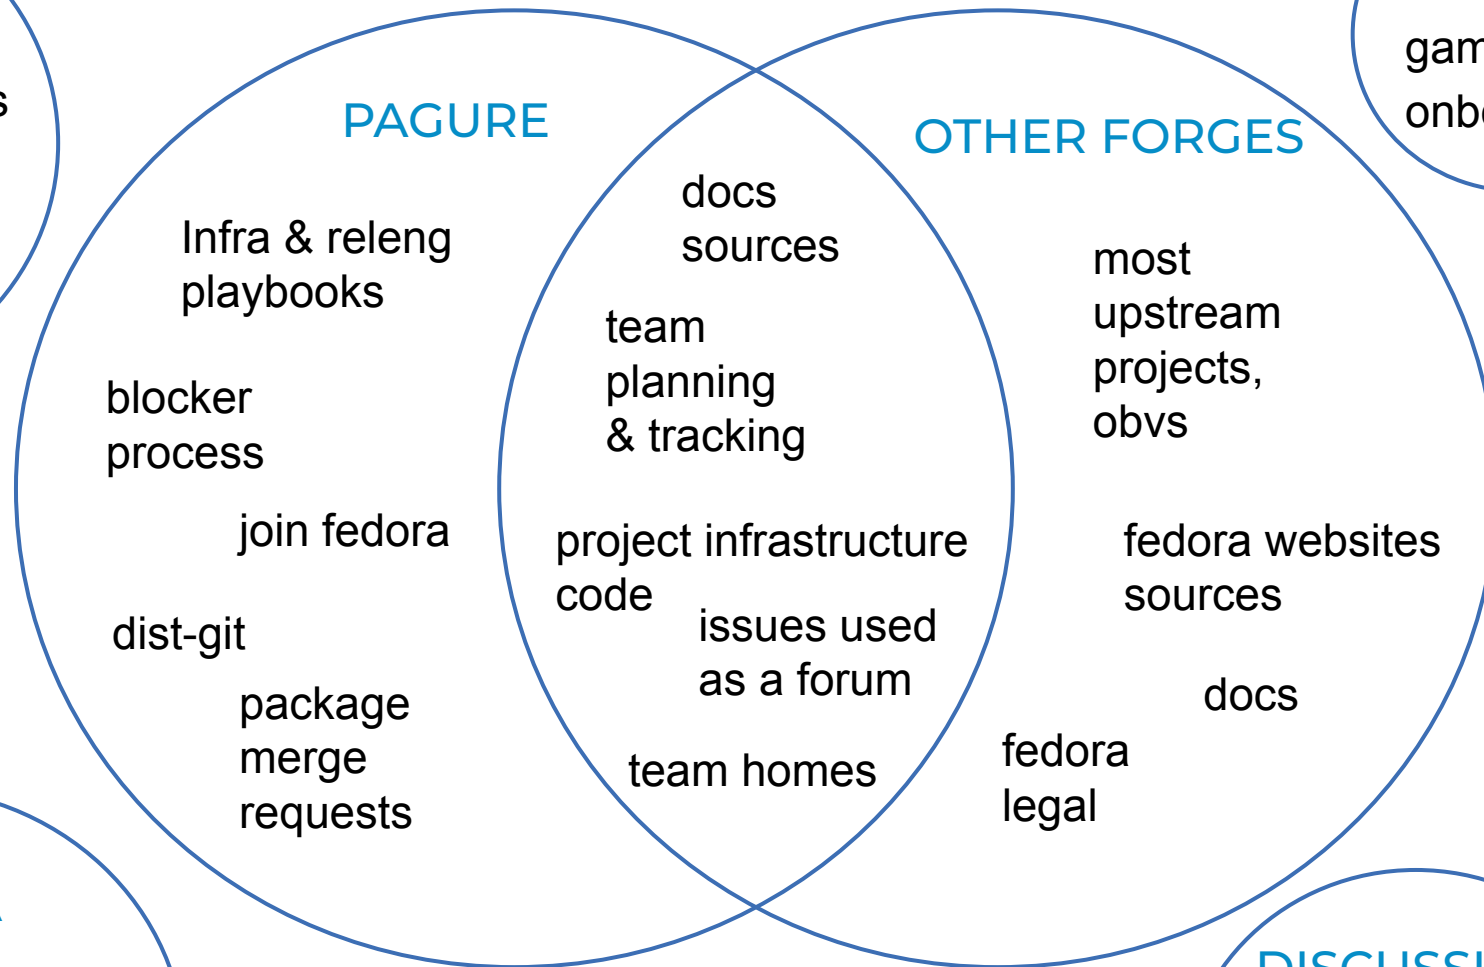 PAGURE
Infra & releng
playbooks
blocker
process
join fedora
dist-git
package
merge
requests
docs
sources
team
planning
& tracking
project infrastructure
code
issues used
as a forum
team homes
OTHER FORGES
most
upstream
projects,
obvs
fedora websites
sources
docs
fedora
legal